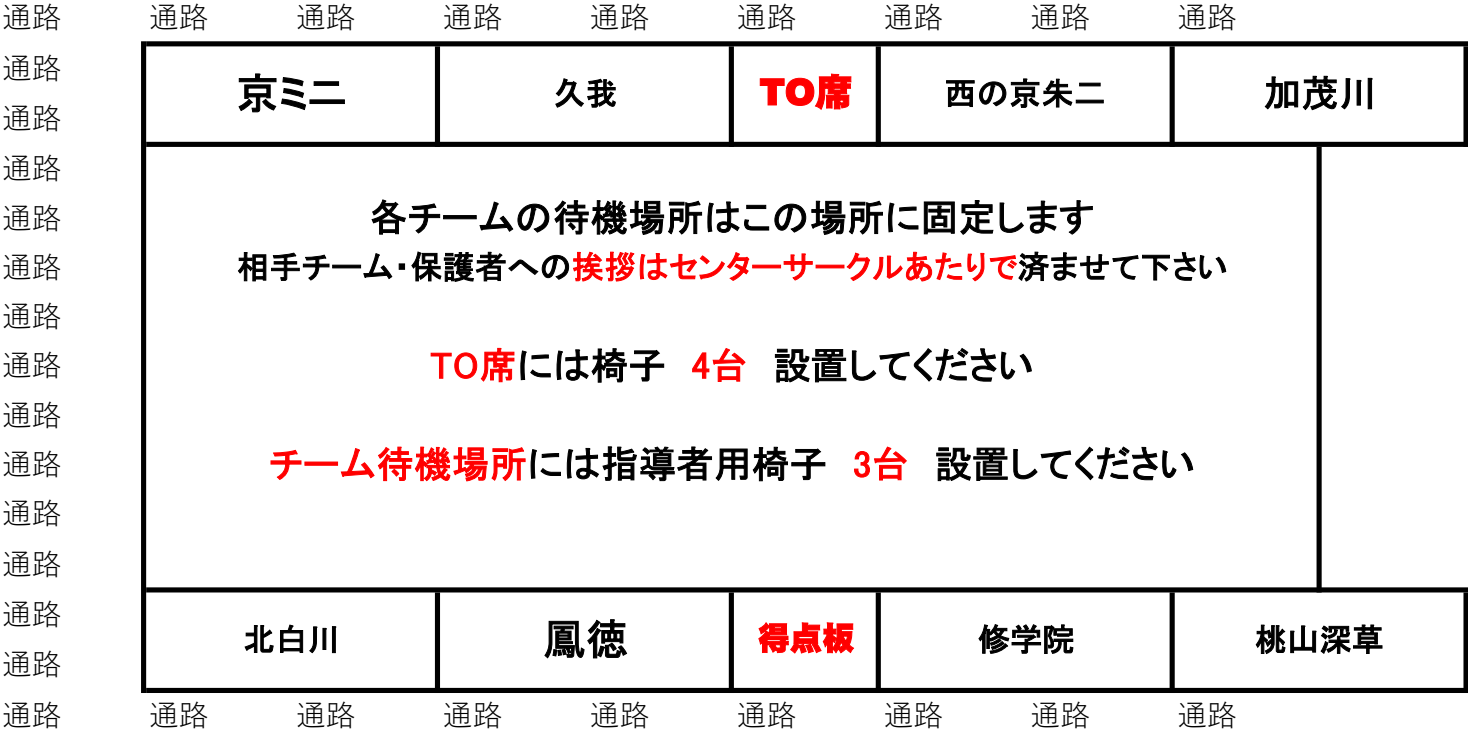 通路 通路 通路 通路 通路 通路 通路 通路 通路
通路 京ミニ 久我 TO席 西の京朱二 加茂川
通路
通路
通路 各チームの待機場所はこの場所に固定します
通路 相手チーム・保護者への挨拶はセンターサークルあたりで済ませて下さい
通路
通路 TO席には椅子 4台 設置してください
通路
通路 チーム待機場所には指導者用椅子 3台 設置してください
通路
通路
通路 北白川 鳳徳 得点板 修学院 桃山深草
通路
通路 通路 通路 通路 通路 通路 通路 通路 通路